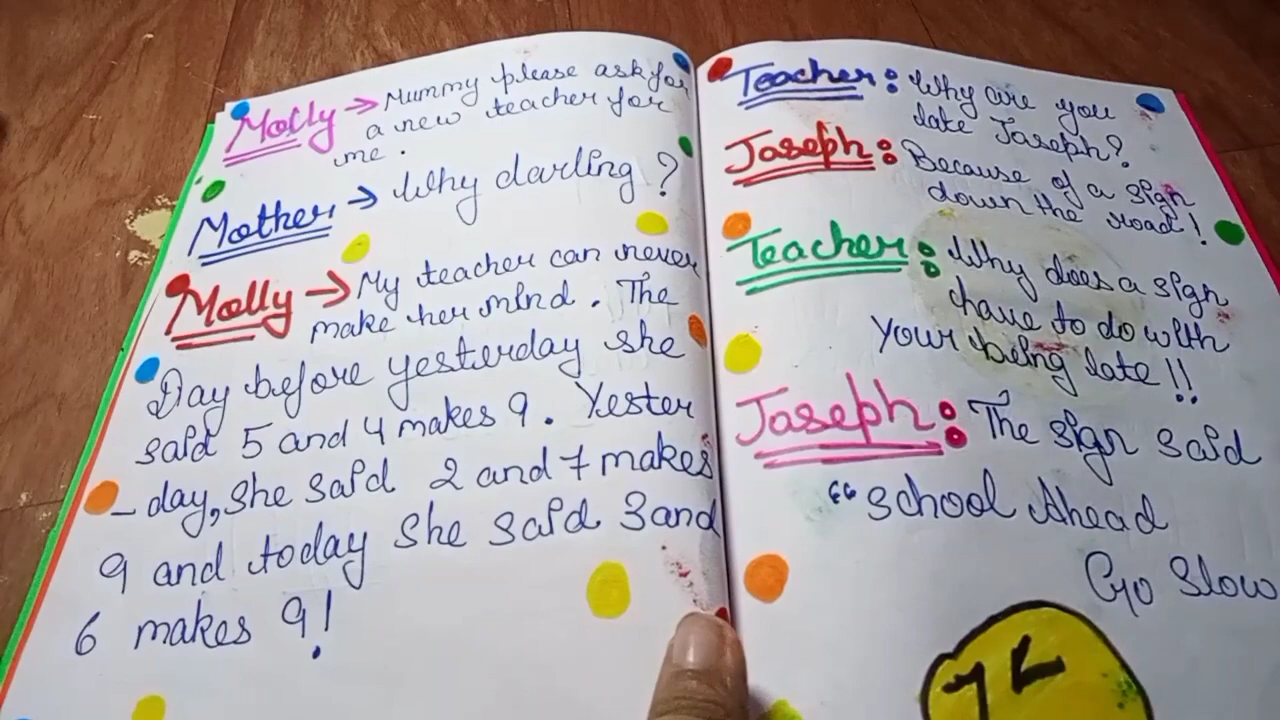 Molly → Mummy please ask for
a new teacher for
me.
Mother → Why darling?
Molly → My teacher can never
make her mind. The
Day before yesterday she
said 5 and 4 makes 9. Yester
- day, she said 2 and 7 makes
9 and today she said 3 and
6 makes 9!
Teacher: Why are you
late Joseph?
Joseph: Because of a sign
down the road!
Teacher: Why does a sign
have to do with
your being late!!
Joseph: The sign said
"School Ahead
Go Slow